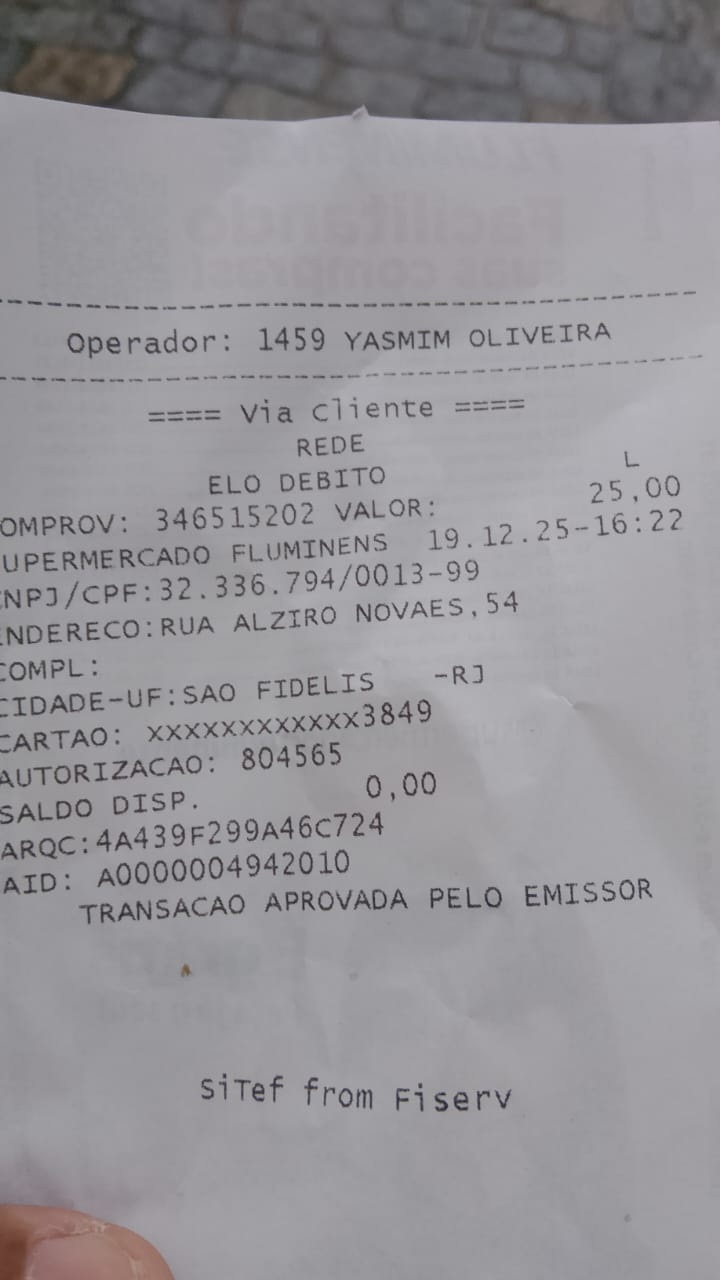 Operador: 1459 YASMIM OLIVEIRA
==== Via Cliente ====
REDE
ELO DEBITO L
OMPROV: 346515202 VALOR: 25,00
UPERMERCADO FLUMINENS 19.12.25-16:22
NPJ/CPF:32.336.794/0013-99
NDERECO:RUA ALZIRO NOVAES,54
COMPL:
CIDADE-UF:SAO FIDELIS -RJ
CARTAO: XXXXXXXXXXXX3849
AUTORIZACAO: 804565
SALDO DISP. 0,00
ARQC:4A439F299A46C724
AID: A0000004942010
TRANSACAO APROVADA PELO EMISSOR
SiTef from Fiserv